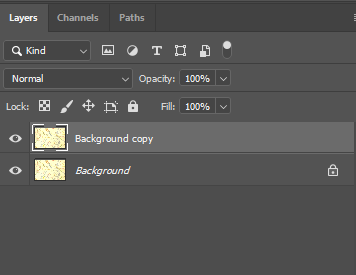 Layers Channels Paths
Kind T
Normal Opacity: 100%
Lock: Fill: 100%
Background copy
Background